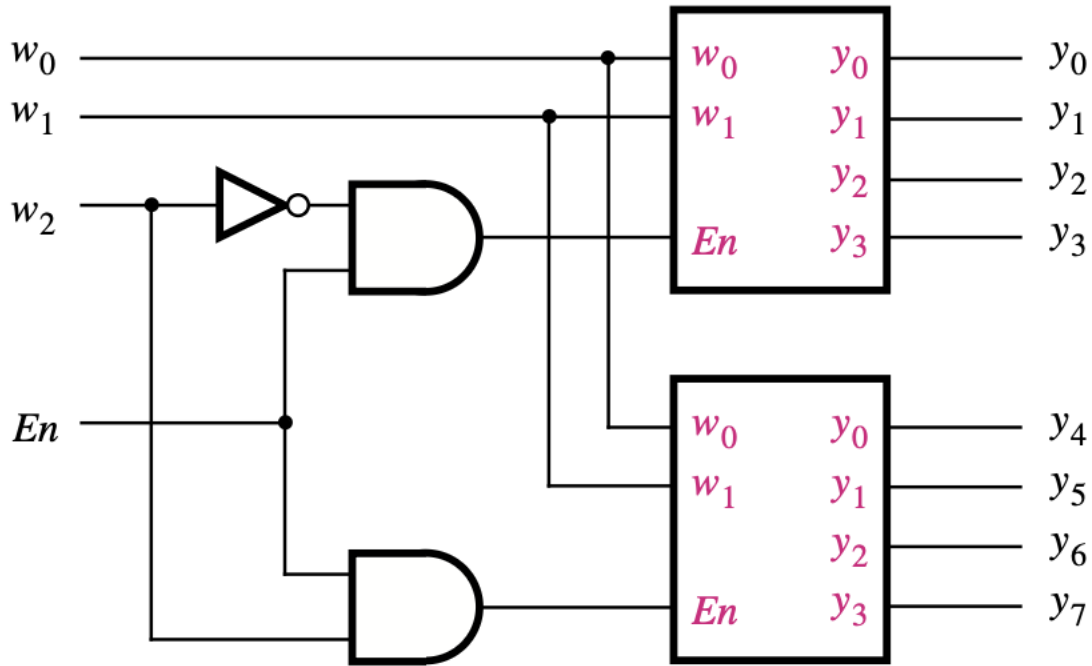 w₀ w₀ y₀ y₀
w₁ w₁ y₁ y₁
w₂ y₂ y₂
En y₃ y₃
En w₀ y₀ y₄
w₁ y₁ y₅
y₂ y₆
En y₃ y₇